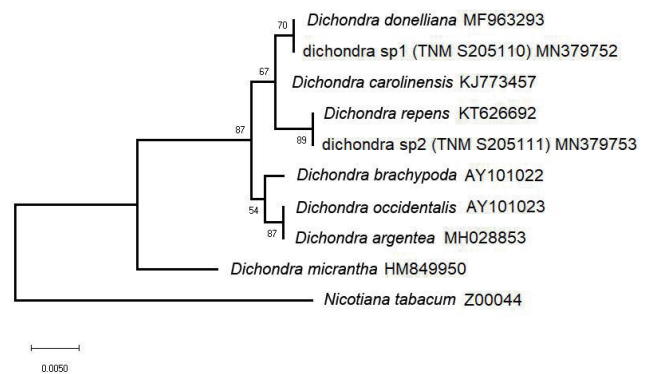 70
Dichondra donelliana MF963293
dichondra sp1 (TNM S205110) MN379752
67
Dichondra carolinensis KJ773457
Dichondra repens KT626692
87
89
dichondra sp2 (TNM S205111) MN379753
Dichondra brachypoda AY101022
54
Dichondra occidentalis AY101023
87
Dichondra argentea MH028853
Dichondra micrantha HM849950
Nicotiana tabacum Z00044
0.0050